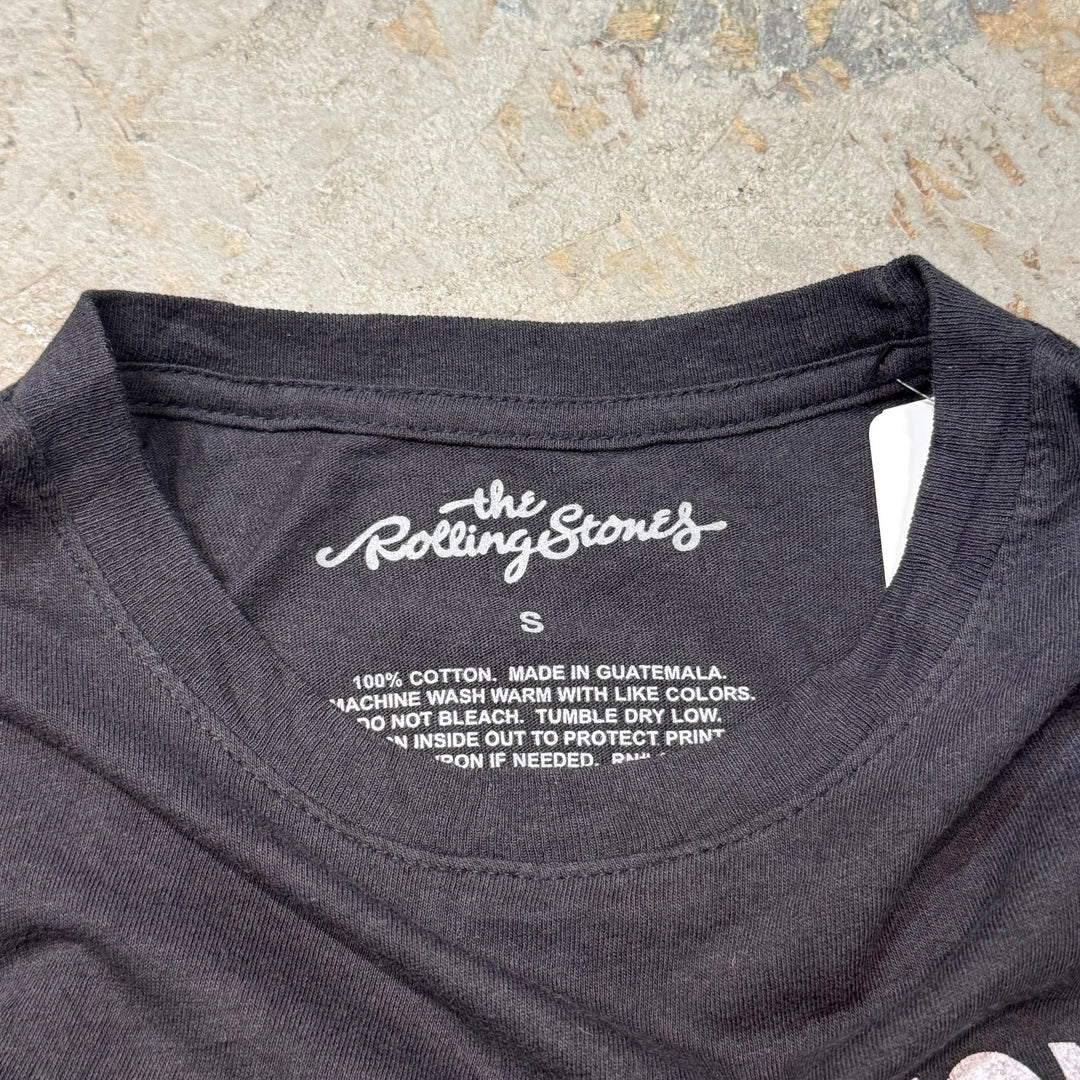 the
Rolling Stones
S
100% COTTON. MADE IN GUATEMALA.
MACHINE WASH WARM WITH LIKE COLORS.
DO NOT BLEACH. TUMBLE DRY LOW.
INSIDE OUT TO PROTECT PRINT
IF NEEDED.